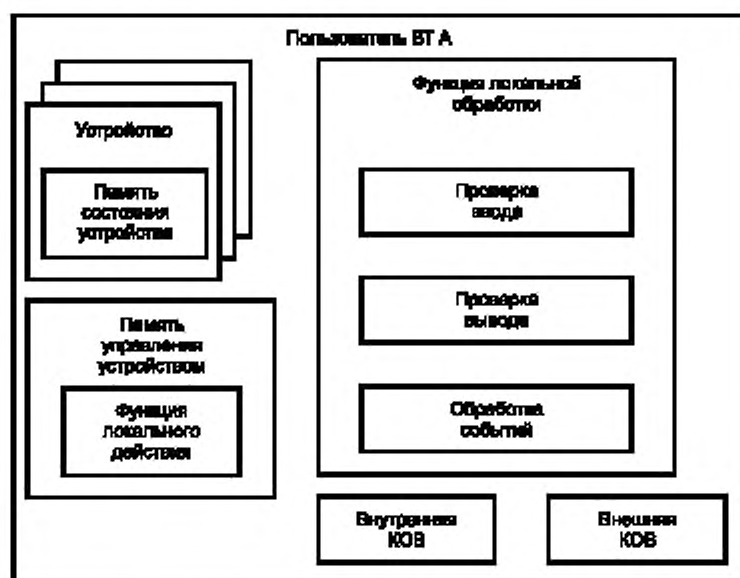 Пользователь ВТ А
Устройство
Память
состояния
устройства
Память
управления
устройством
Функция
локального
действия
Функция локальной
обработки
Проверка
ввода
Проверка
вывода
Обработка
событий
Внутренняя
КОВ
Внешняя
КОВ